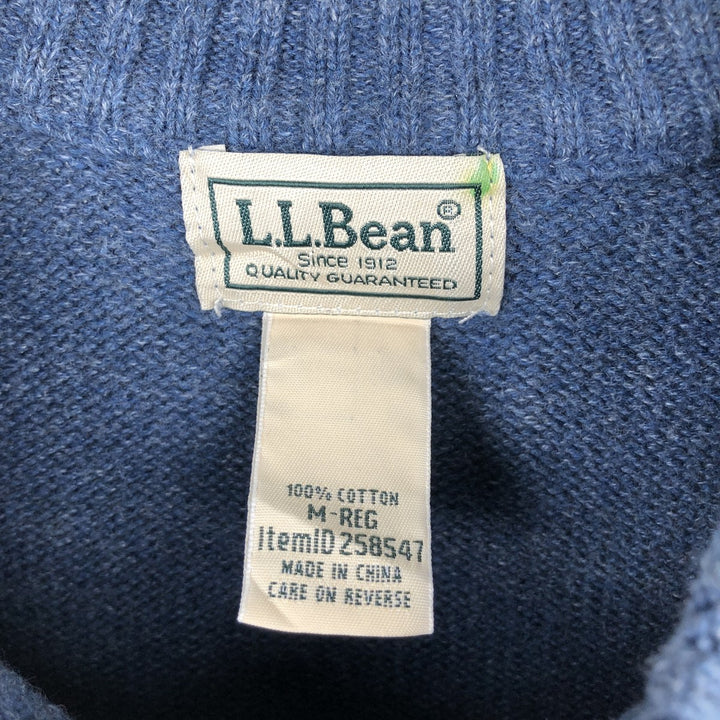 L.L.Bean®
Since 1912
QUALITY GUARANTEED
100% COTTON
M-REG
ItemID 258547
MADE IN CHINA
CARE ON REVERSE